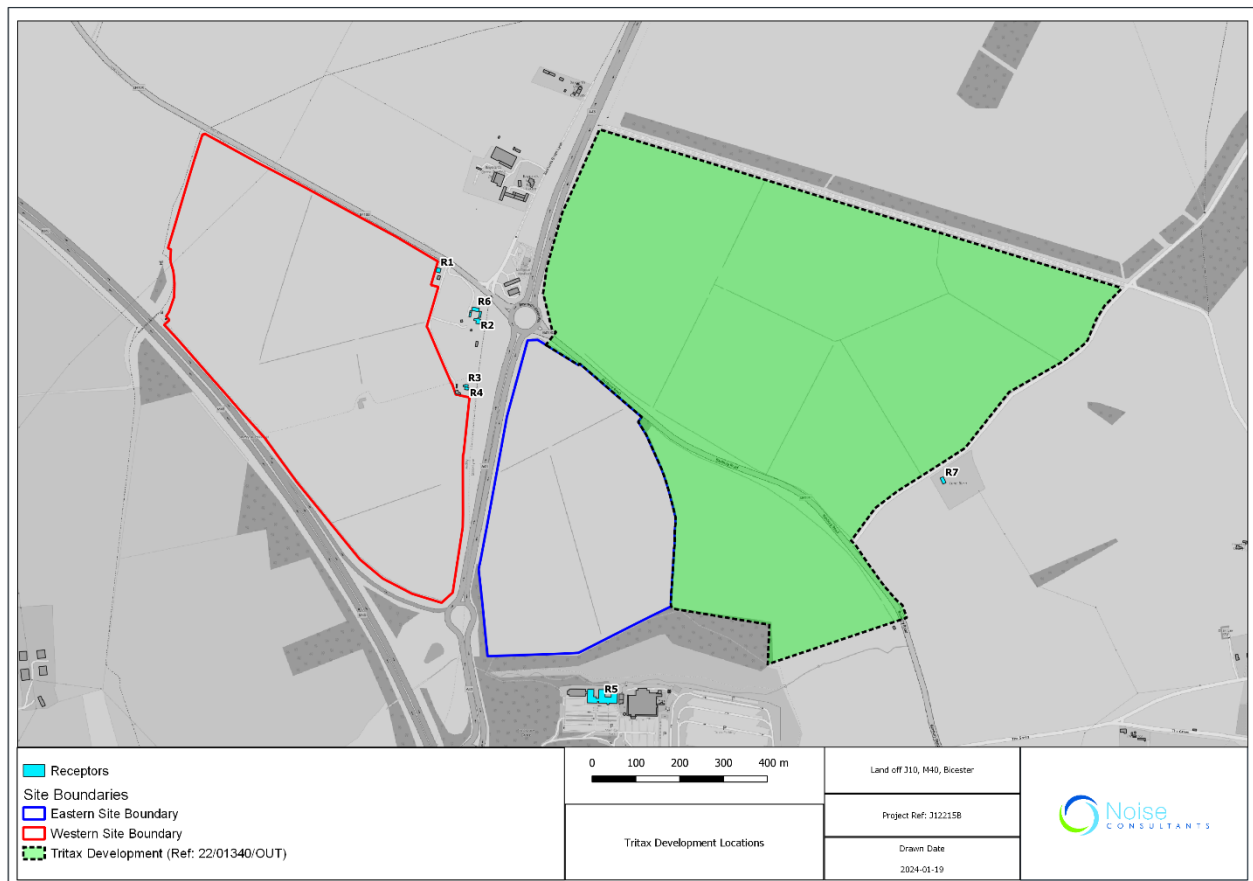 R1
R6
R2
R3
R4
R7
R5
Receptors
Site Boundaries
Eastern Site Boundary
Western Site Boundary
Tritax Development (Ref: 22/01340/OUT)
0 100 200 300 400 m
Tritax Development Locations
Land off J10, M40, Bicester
Project Ref: J12215B
Drawn Date
2024-01-19
Noise
CONSULTANTS